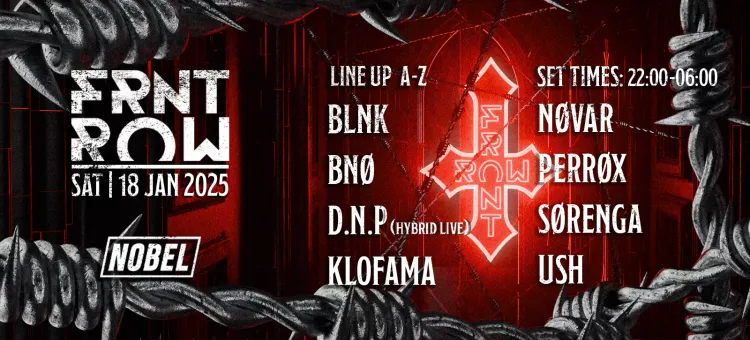 FRNT
ROW
SAT | 18 JAN 2025
NOBEL
LINE UP A-Z
BLNK
BNØ
D.N.P (HYBRID LIVE)
KLOFAMA
FRONT
ROW
SET TIMES: 22:00-06:00
NØVAR
PERRØX
SØRENGA
USH